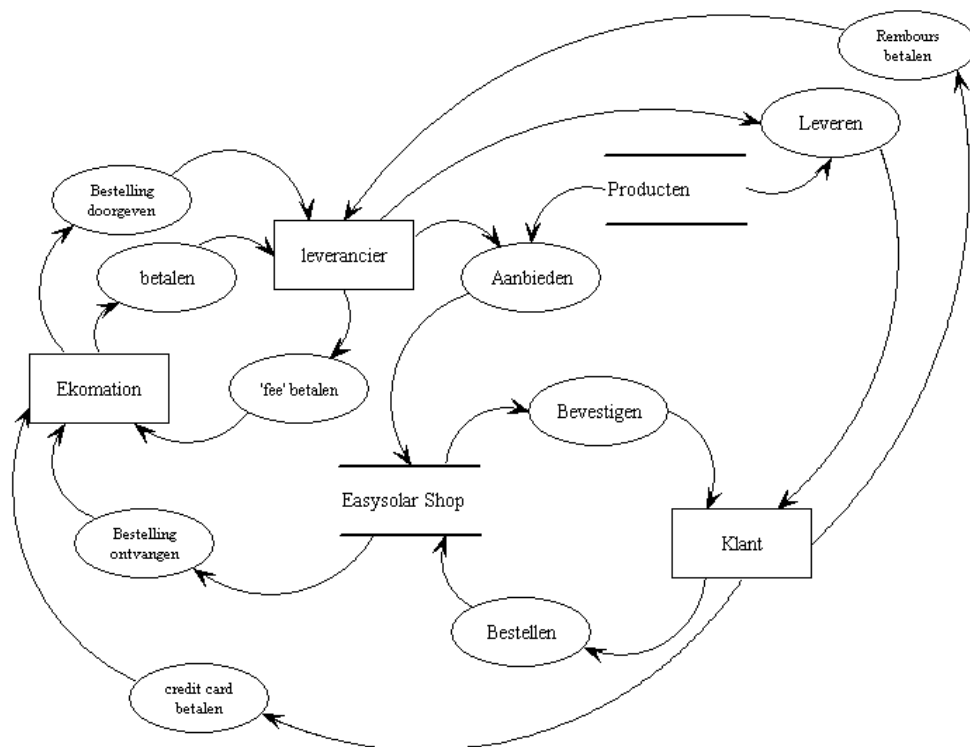 Rembours
betalen
Leveren
Bestelling
doorgeven
Producten
leverancier
betalen
Aanbieden
Ekomation
'fee' betalen
Bevestigen
Easysolar Shop
Bestelling
ontvangen
Klant
Bestellen
credit card
betalen